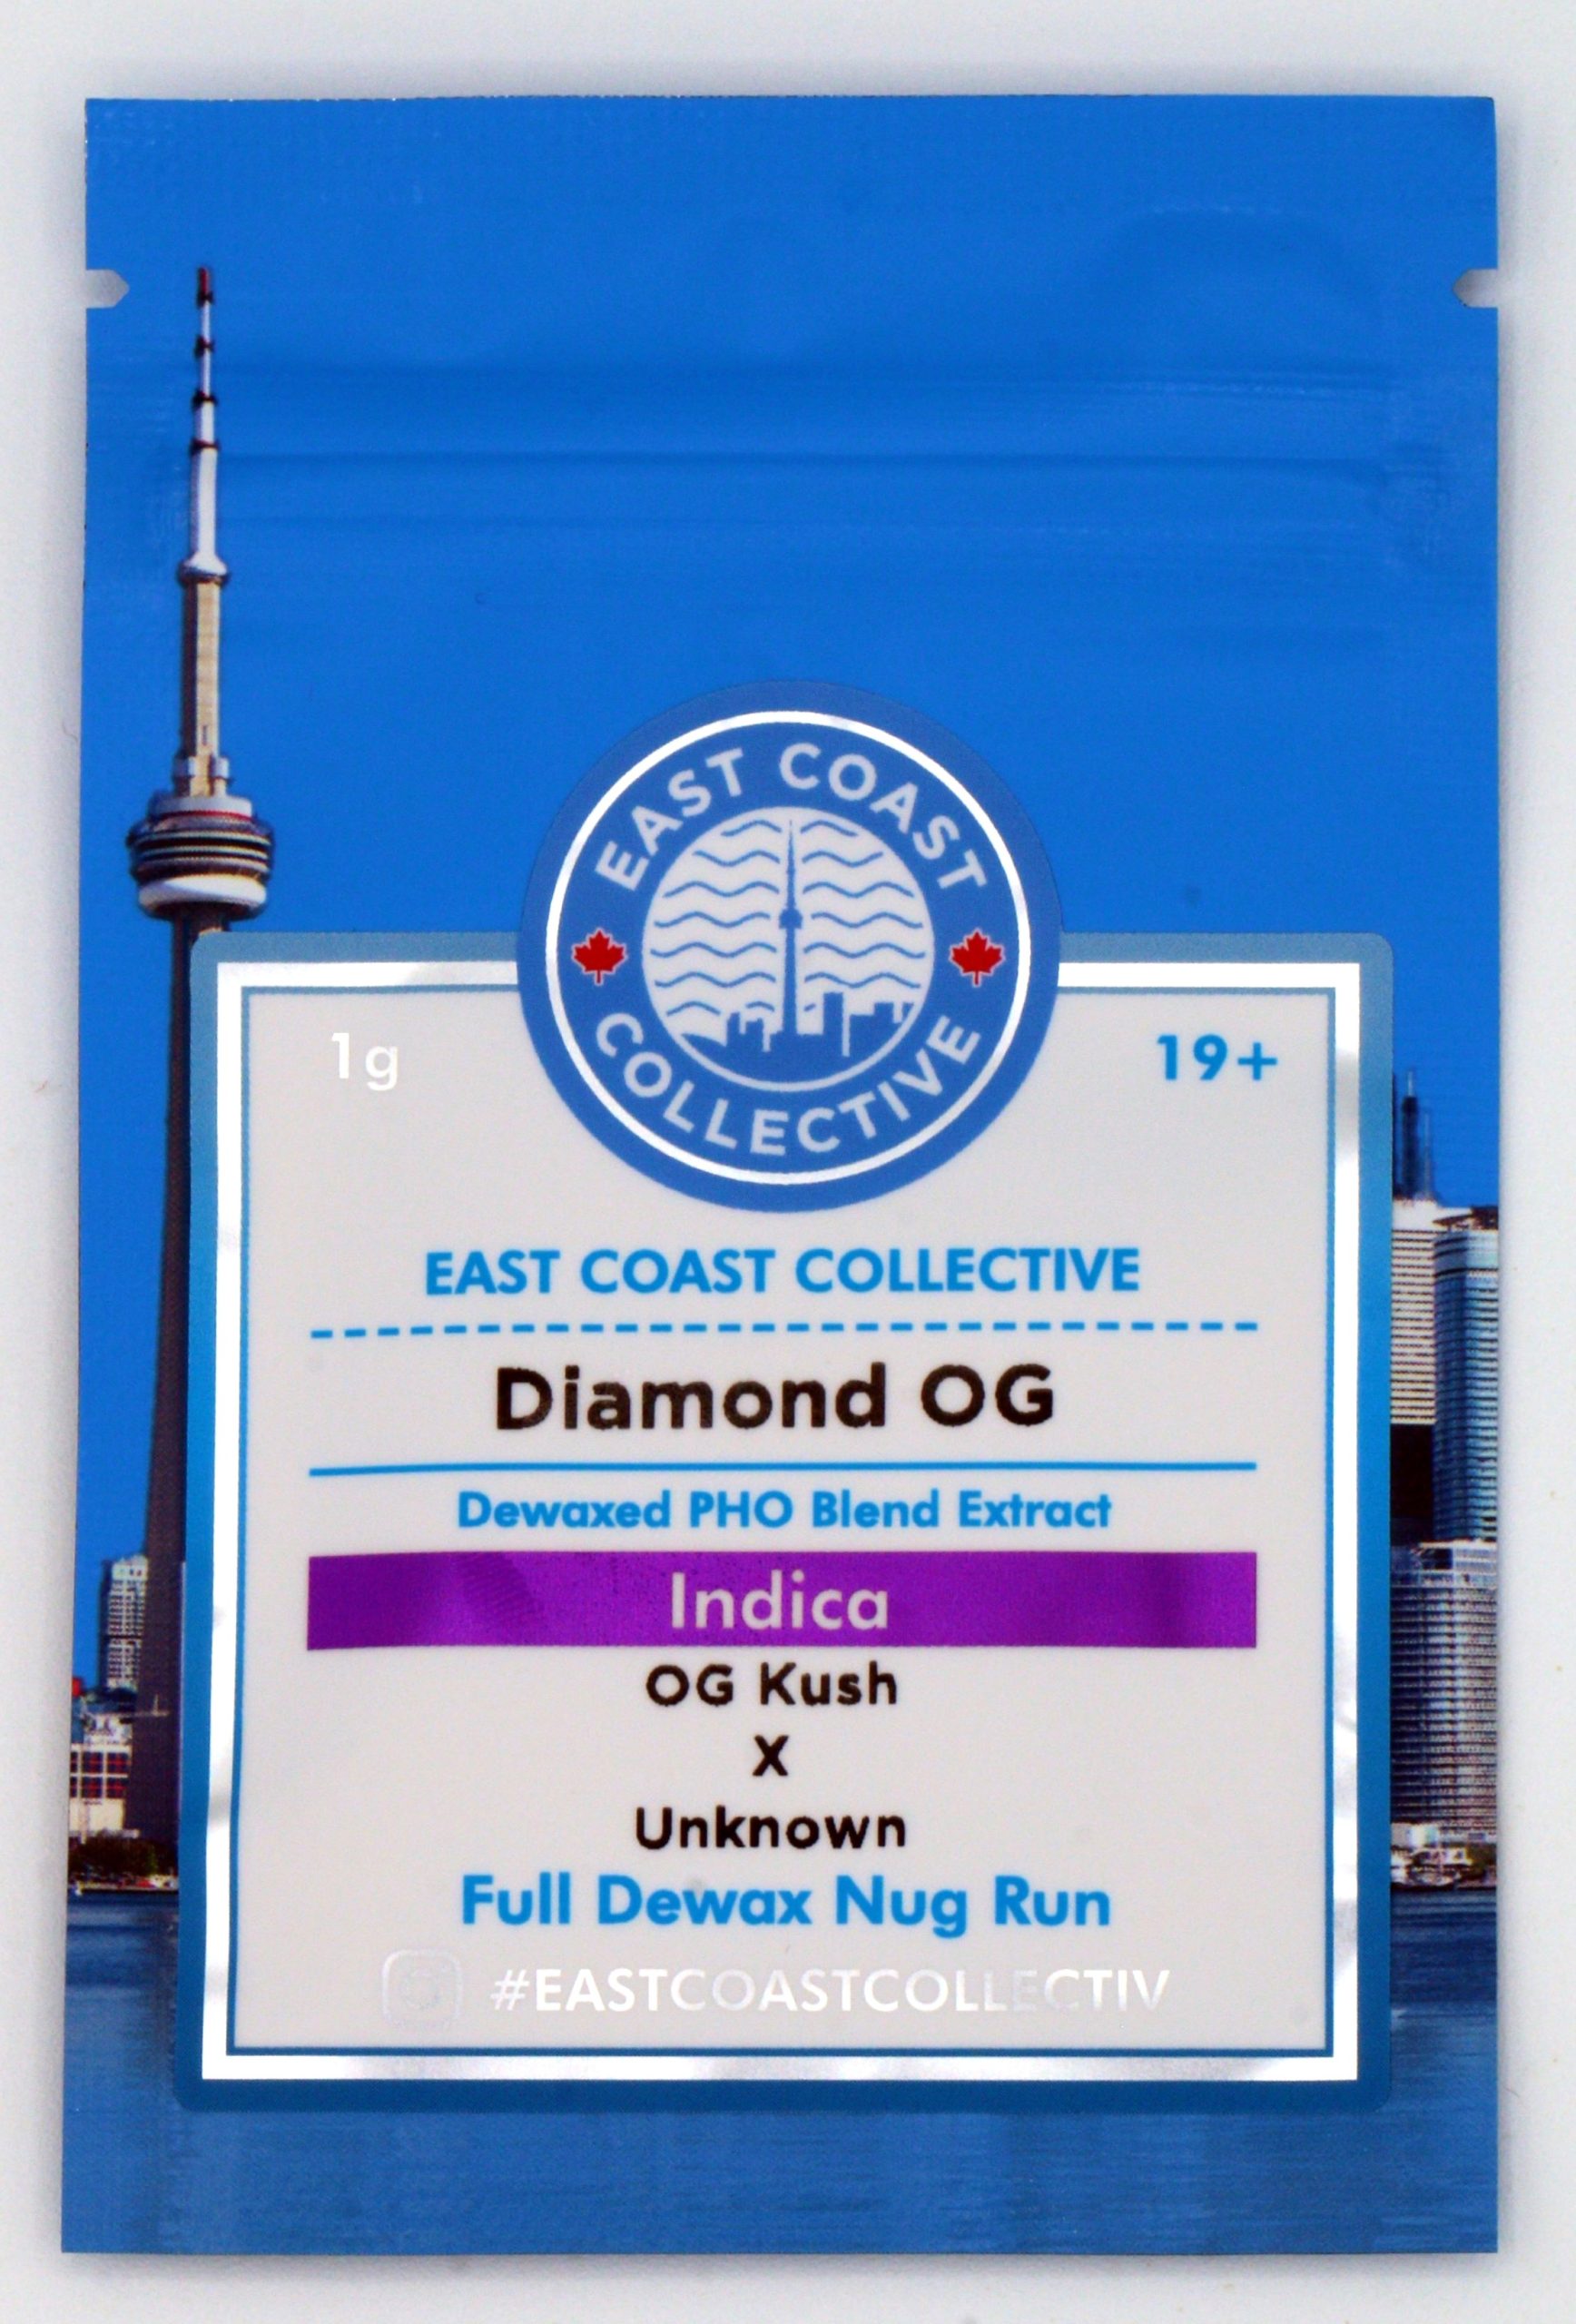 EAST COAST
COLLECTIVE
1g
19+
EAST COAST COLLECTIVE
Diamond OG
Dewaxed PHO Blend Extract
Indica
OG Kush
X
Unknown
Full Dewax Nug Run
#EASTCOASTCOLLECTIV